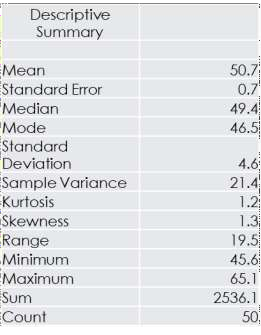 Descriptive
Summary
Mean 50.7
Standard Error 0.7
Median 49.4
Mode 46.5
Standard
Deviation 4.6
Sample Variance 21.4
Kurtosis 1.2
Skewness 1.3
Range 19.5
Minimum 45.6
Maximum 65.1
Sum 2536.1
Count 50